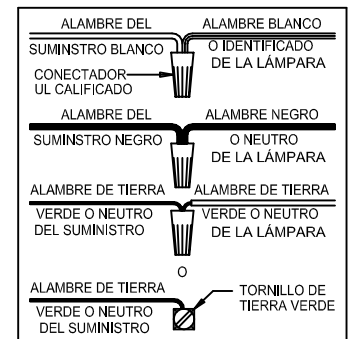 ALAMBRE DEL
SUMINSTRO BLANCO
ALAMBRE BLANCO
O IDENTIFICADO
DE LA LÁMPARA
CONECTADOR
UL CALIFICADO
ALAMBRE DEL
SUMINSTRO NEGRO
ALAMBRE NEGRO
O NEUTRO
DE LA LÁMPARA
ALAMBRE DE TIERRA
VERDE O NEUTRO
DEL SUMINISTRO
ALAMBRE DE TIERRA
VERDE O NEUTRO
DE LA LÁMPARA
O
ALAMBRE DE TIERRA
VERDE O NEUTRO
DEL SUMINISTRO
TORNILLO DE
TIERRA VERDE